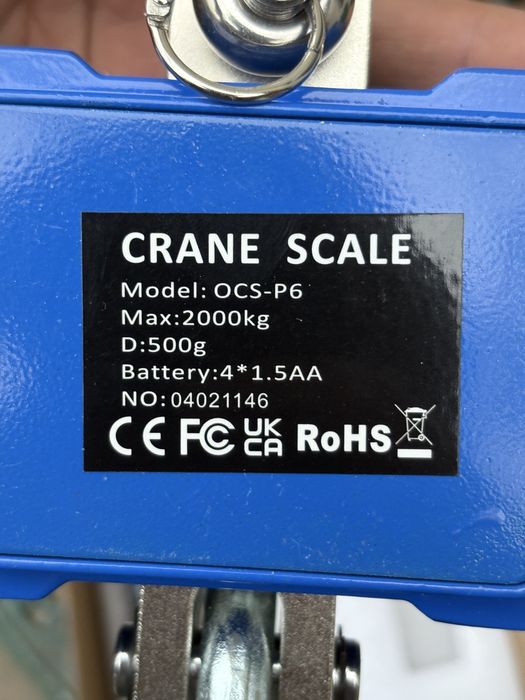 CRANE SCALE
Model: OCS-P6
Max:2000kg
D:500g
Battery:4*1.5AA
NO: 04021146
CE FC UK CA RoHS